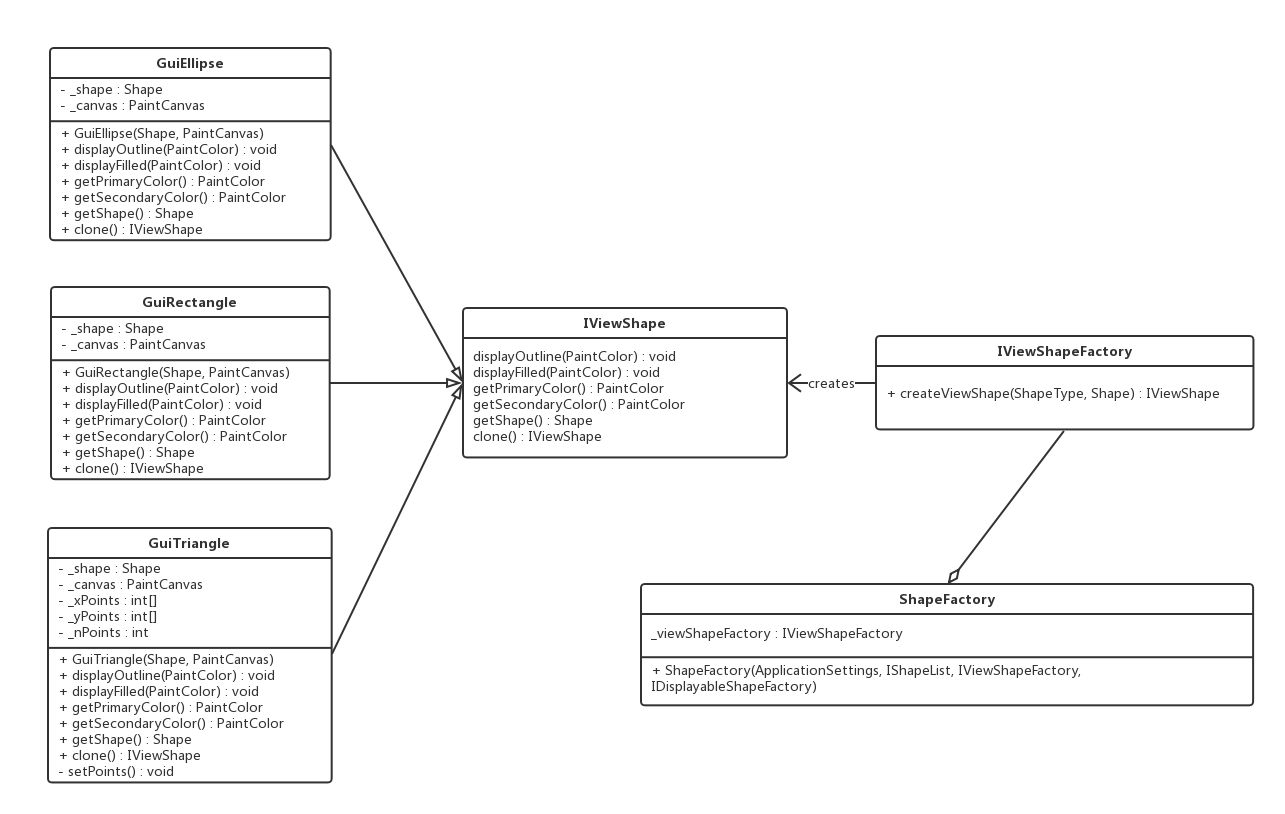 GuiEllipse
- _shape : Shape
- _canvas : PaintCanvas
+ GuiEllipse(Shape, PaintCanvas)
+ displayOutline(PaintColor) : void
+ displayFilled(PaintColor) : void
+ getPrimaryColor() : PaintColor
+ getSecondaryColor() : PaintColor
+ getShape() : Shape
+ clone() : IViewShape
GuiRectangle
- _shape : Shape
- _canvas : PaintCanvas
+ GuiRectangle(Shape, PaintCanvas)
+ displayOutline(PaintColor) : void
+ displayFilled(PaintColor) : void
+ getPrimaryColor() : PaintColor
+ getSecondaryColor() : PaintColor
+ getShape() : Shape
+ clone() : IViewShape
GuiTriangle
- _shape : Shape
- _canvas : PaintCanvas
- _xPoints : int[]
- _yPoints : int[]
- _nPoints : int
+ GuiTriangle(Shape, PaintCanvas)
+ displayOutline(PaintColor) : void
+ displayFilled(PaintColor) : void
+ getPrimaryColor() : PaintColor
+ getSecondaryColor() : PaintColor
+ getShape() : Shape
+ clone() : IViewShape
- setPoints() : void
IViewShape
displayOutline(PaintColor) : void
displayFilled(PaintColor) : void
getPrimaryColor() : PaintColor
getSecondaryColor() : PaintColor
getShape() : Shape
clone() : IViewShape
creates
IViewShapeFactory
+ createViewShape(ShapeType, Shape) : IViewShape
ShapeFactory
_viewShapeFactory : IViewShapeFactory
+ ShapeFactory(ApplicationSettings, IShapeList, IViewShapeFactory,
IDisplayableShapeFactory)